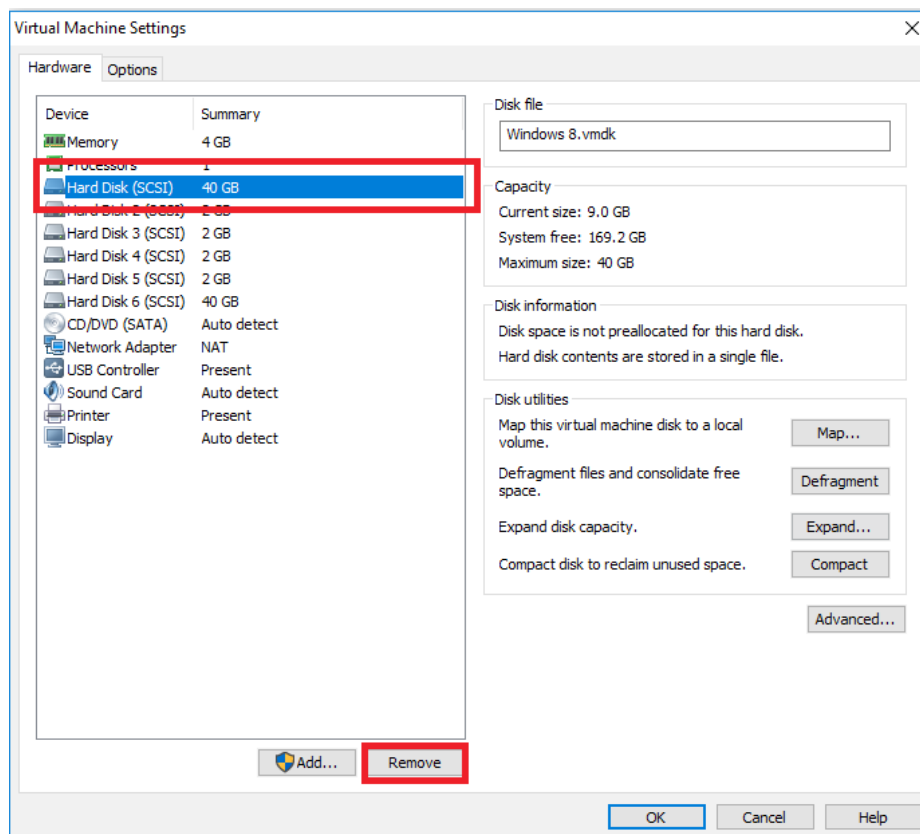 Virtual Machine Settings
Hardware Options
Device Summary
Memory 4 GB
Processors 1
Hard Disk (SCSI) 40 GB
Hard Disk 2 (SCSI) 2 GB
Hard Disk 3 (SCSI) 2 GB
Hard Disk 4 (SCSI) 2 GB
Hard Disk 5 (SCSI) 2 GB
Hard Disk 6 (SCSI) 40 GB
CD/DVD (SATA) Auto detect
Network Adapter NAT
USB Controller Present
Sound Card Auto detect
Printer Present
Display Auto detect
Add... Remove
Disk file
Windows 8.vmdk
Capacity
Current size: 9.0 GB
System free: 169.2 GB
Maximum size: 40 GB
Disk information
Disk space is not preallocated for this hard disk.
Hard disk contents are stored in a single file.
Disk utilities
Map this virtual machine disk to a local
volume.
Map...
Defragment files and consolidate free
space.
Defragment
Expand disk capacity.
Expand...
Compact disk to reclaim unused space.
Compact
Advanced...
OK Cancel Help